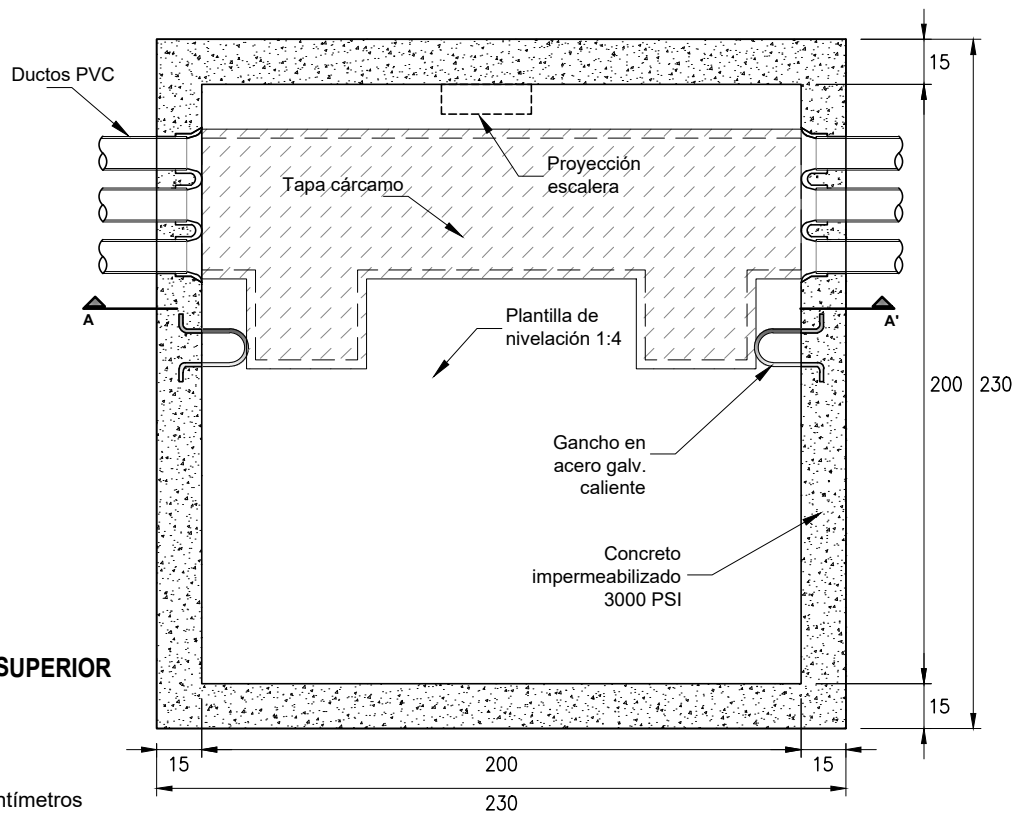 15
Ductos PVC
Proyección
escalera
Tapa cárcamo
A
A'
Plantilla de
nivelación 1:4
200
230
Gancho en
acero galv.
caliente
Concreto
impermeabilizado
3000 PSI
SUPERIOR
15
15
200
15
230
ntímetros